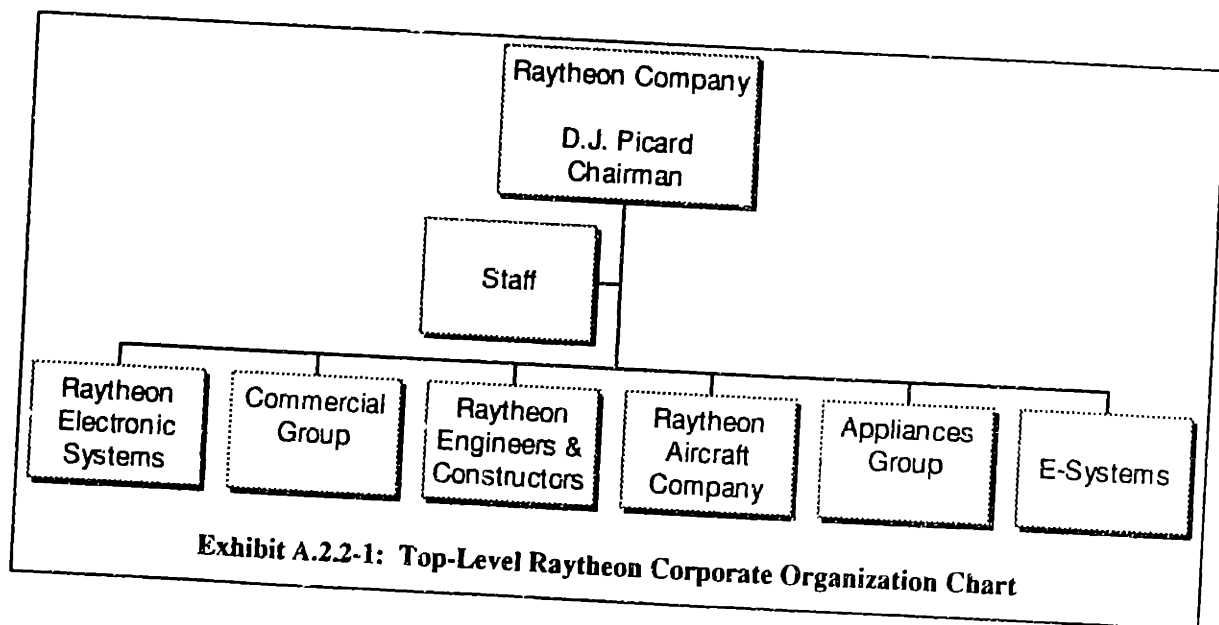 Raytheon Company
D.J. Picard
Chairman
Staff
Raytheon
Electronic
Systems
Commercial
Group
Raytheon
Engineers &
Constructors
Raytheon
Aircraft
Company
Appliances
Group
E-Systems
Exhibit A.2.2-1: Top-Level Raytheon Corporate Organization Chart